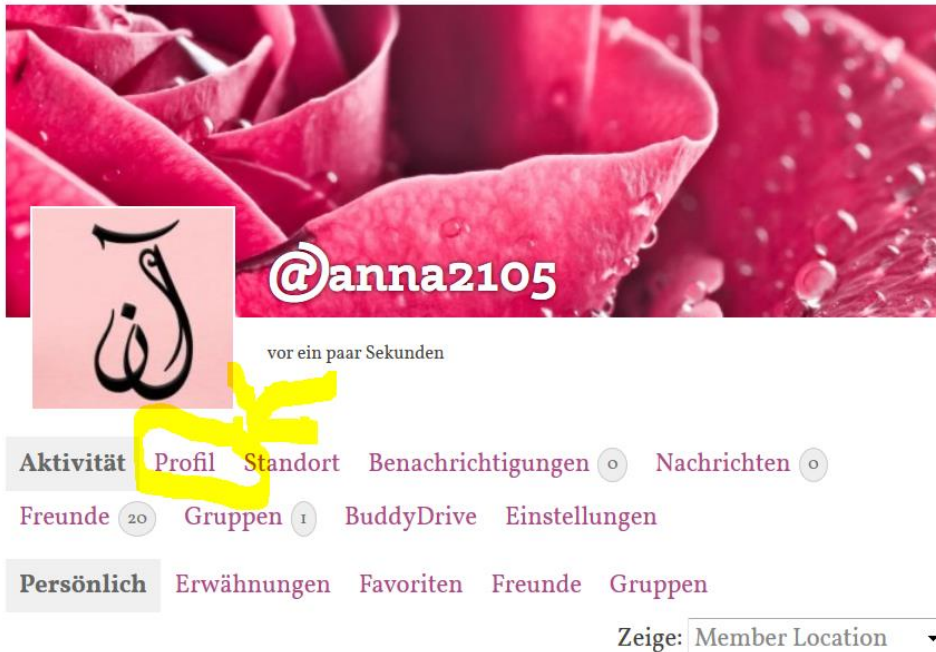 @anna2105
vor ein paar Sekunden
Aktivität Profil Standort Benachrichtigungen 0 Nachrichten 0
Freunde 20 Gruppen 1 BuddyDrive Einstellungen
Persönlich Erwähnungen Favoriten Freunde Gruppen
Zeige: Member Location